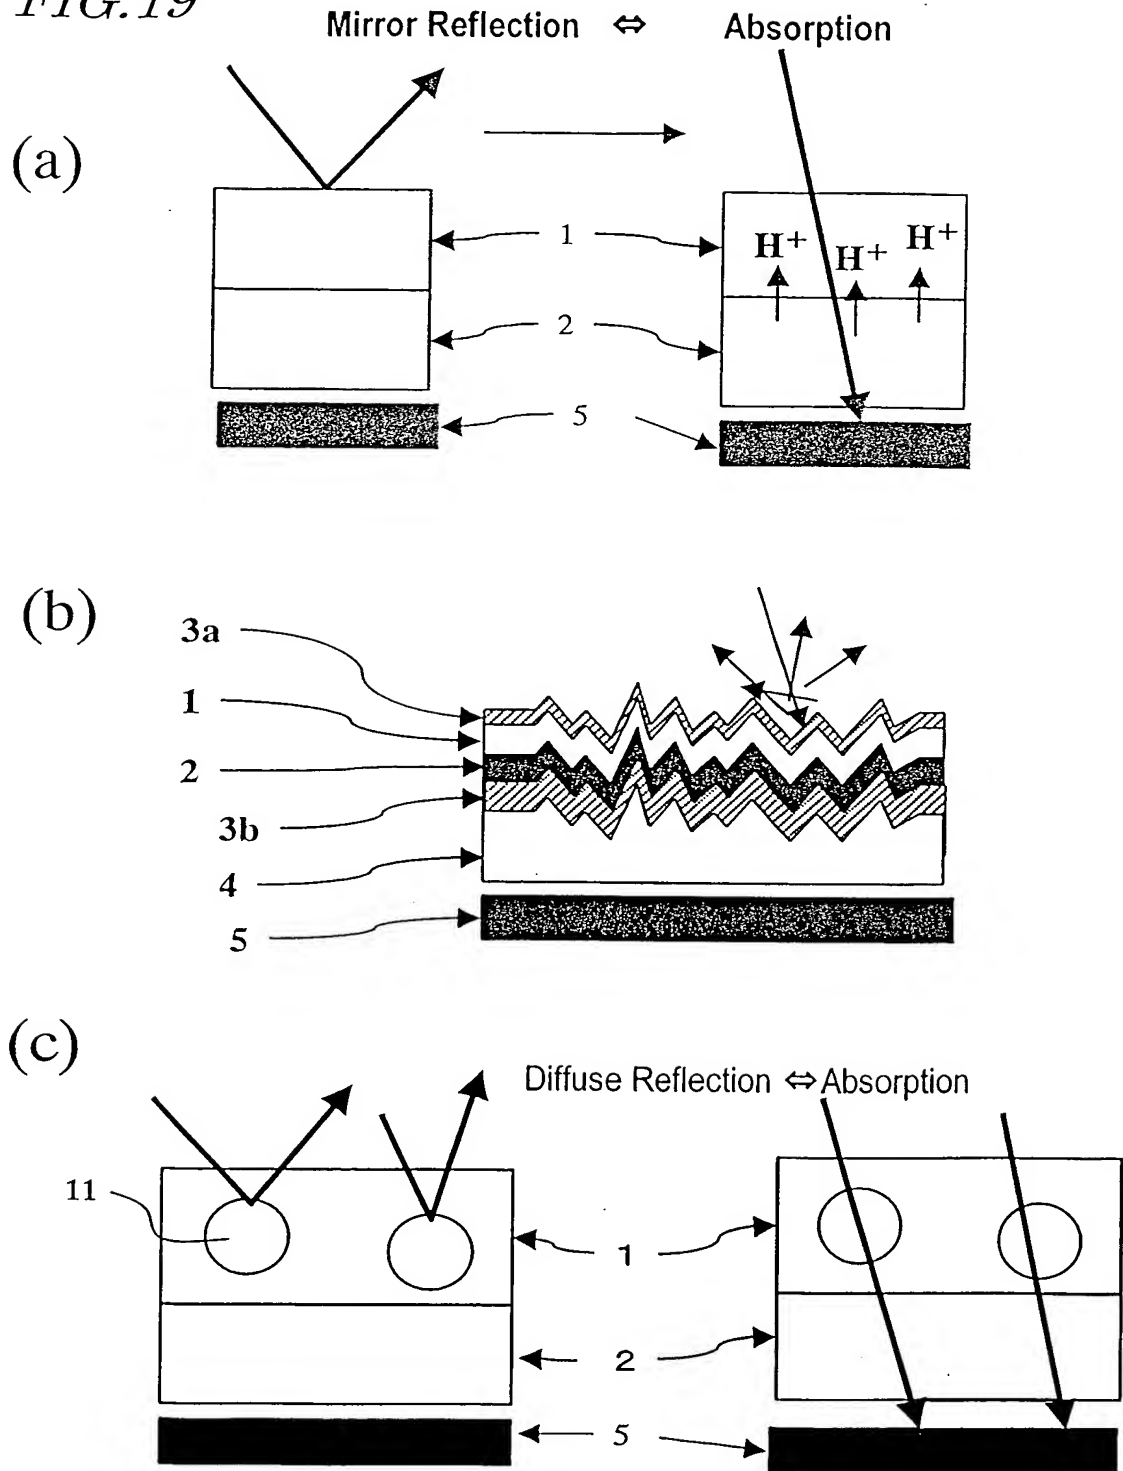 FIG.19
Mirror Reflection ⇔ Absorption
(a)
1
H+ H+ H+
2
5
(b)
3a
1
2
3b
4
5
(c)
Diffuse Reflection ⇔ Absorption
11
1
2
5